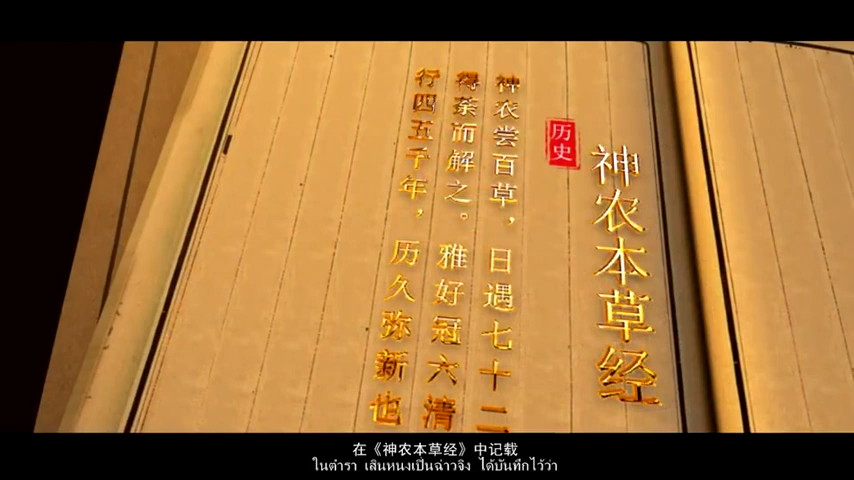 神农本草经
历史
神农尝百草，日遇七十二
得荼而解之。雅好冠六清
行四五千年，历久弥新也
在《神农本草经》中记载
ในตำรา เสินหนงเปิ่นฉ่าวจิง ได้บันทึกไว้ว่า